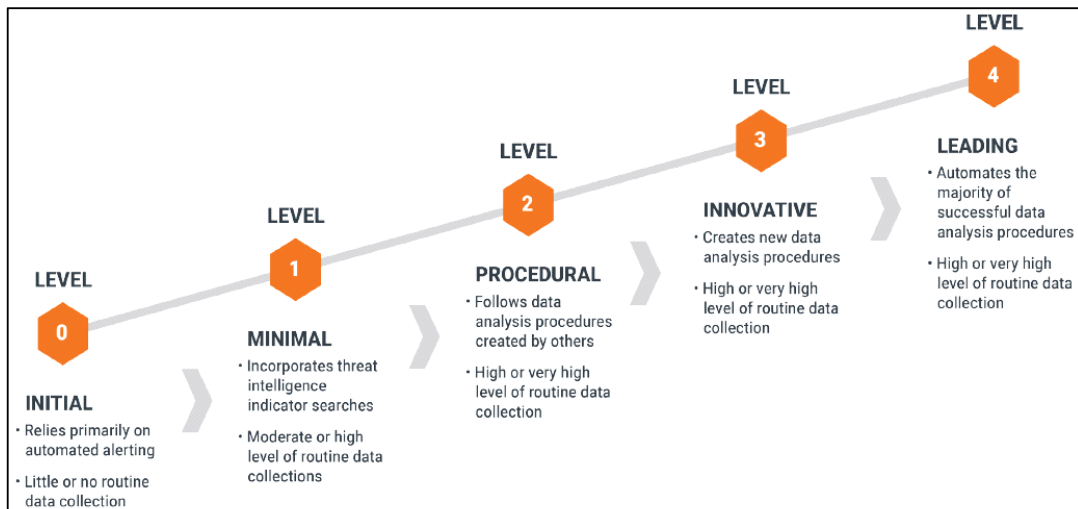 LEVEL
0
INITIAL
• Relies primarily on
automated alerting
• Little or no routine
data collection
LEVEL
1
MINIMAL
• Incorporates threat
intelligence
indicator searches
• Moderate or high
level of routine data
collections
LEVEL
2
PROCEDURAL
• Follows data
analysis procedures
created by others
• High or very high
level of routine data
collection
LEVEL
3
INNOVATIVE
• Creates new data
analysis procedures
• High or very high
level of routine data
collection
LEVEL
4
LEADING
• Automates the
majority of
successful data
analysis procedures
• High or very high
level of routine data
collection